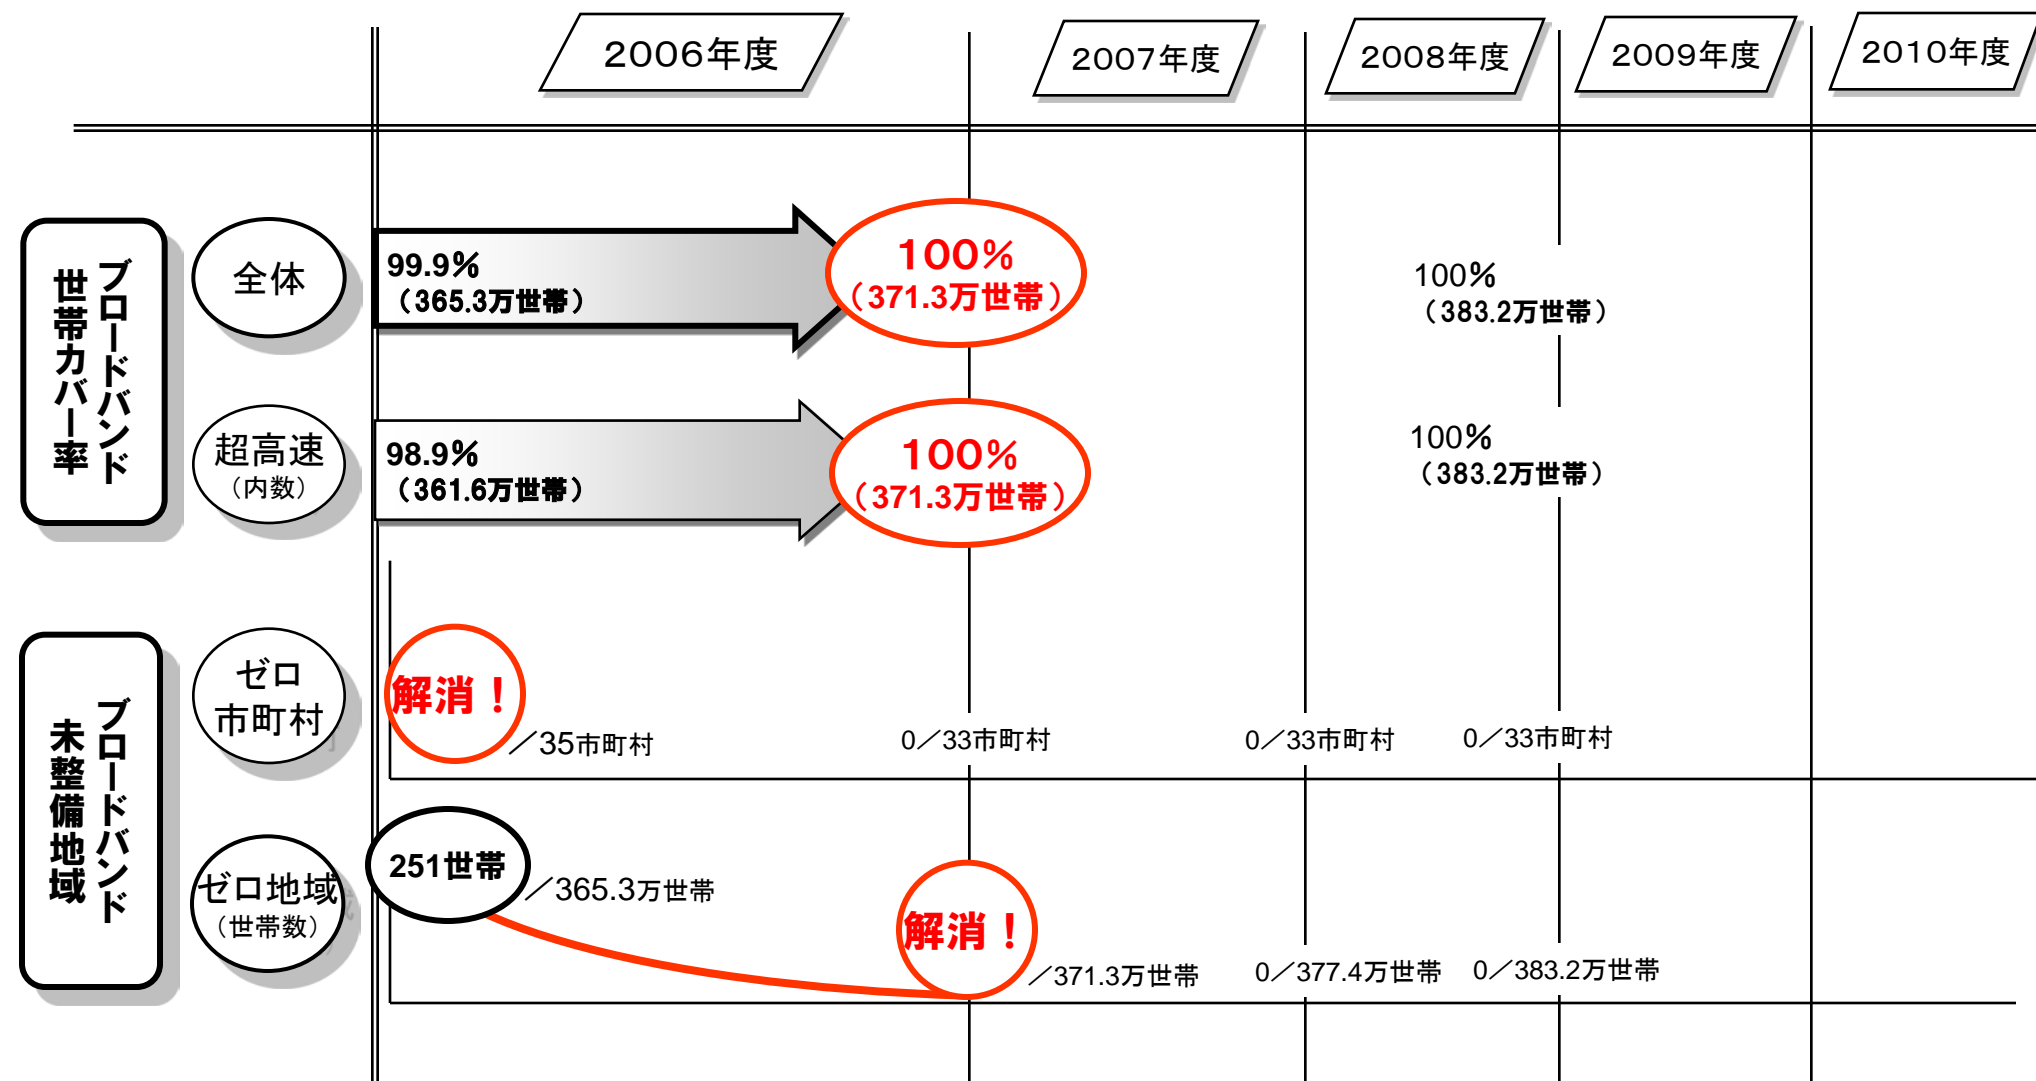 2006年度
2007年度
2008年度
2009年度
2010年度
ブロードバンド
世帯カバー率
全体
99.9%
（365.3万世帯）
100%
（371.3万世帯）
100%
（383.2万世帯）
超高速
（内数）
98.9%
（361.6万世帯）
100%
（371.3万世帯）
100%
（383.2万世帯）
ブロードバンド
未整備地域
ゼロ
市町村
解消！
／35市町村
0／33市町村
0／33市町村
0／33市町村
ゼロ地域
（世帯数）
251世帯
／365.3万世帯
解消！
／371.3万世帯
0／377.4万世帯
0／383.2万世帯